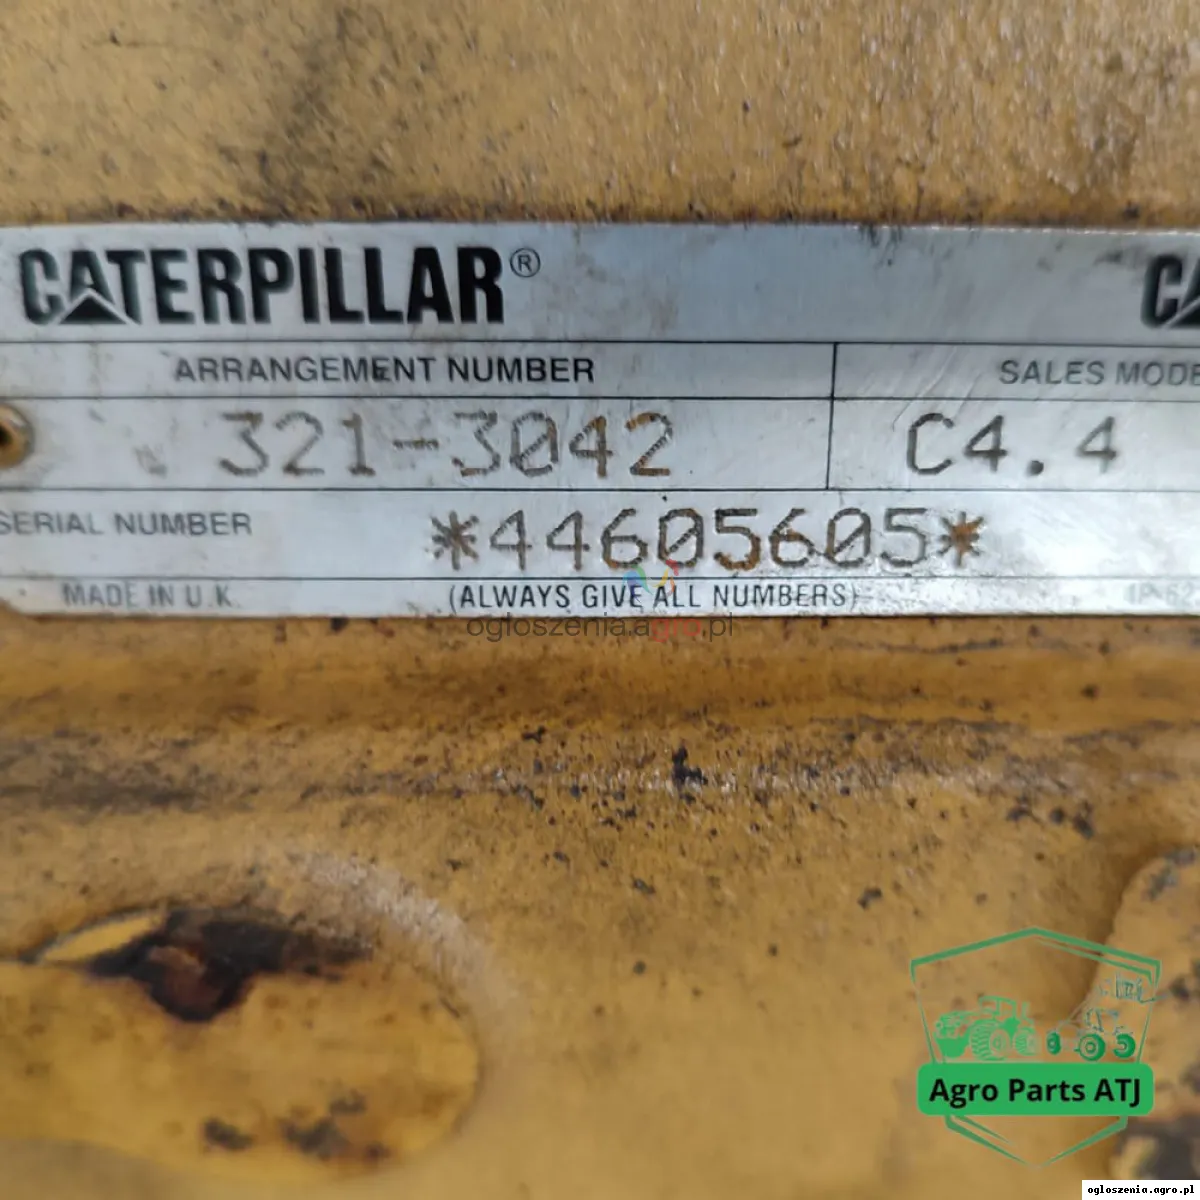 CATERPILLAR® CA
ARRANGEMENT NUMBER SALES MODE
321-3042 C4.4
SERIAL NUMBER *44605605*
MADE IN U.K. (ALWAYS GIVE ALL NUMBERS)
ogloszenia.agro.pl
Agro Parts ATJ
ogloszenia.agro.pl